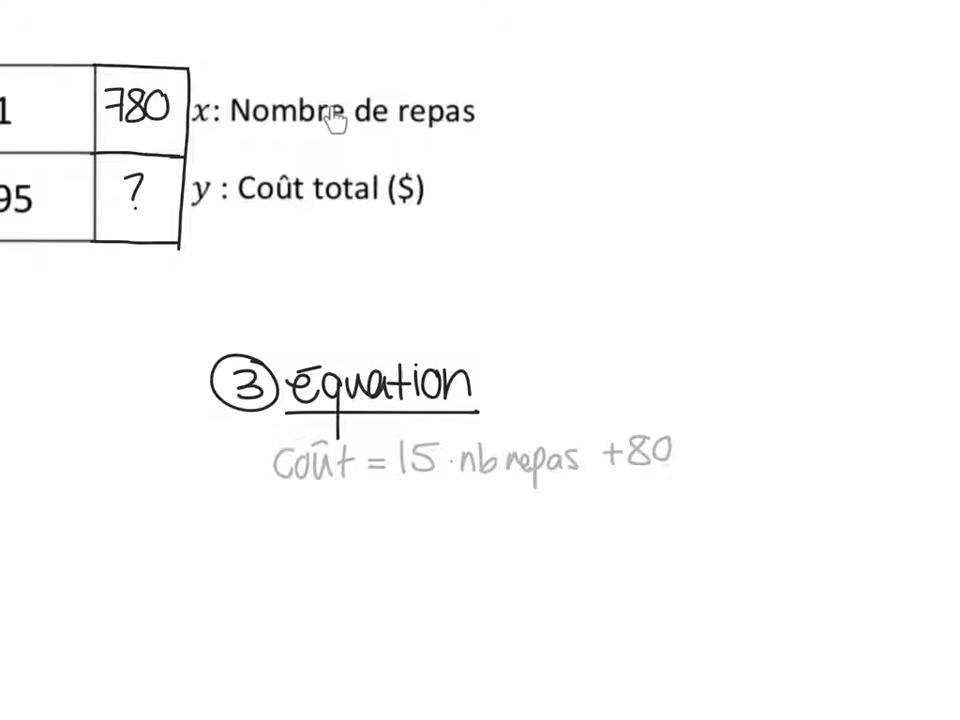 1 780 x: Nombre de repas
95 ? y : Coût total ($)
③ équation
coût = 15 · nb repas + 80